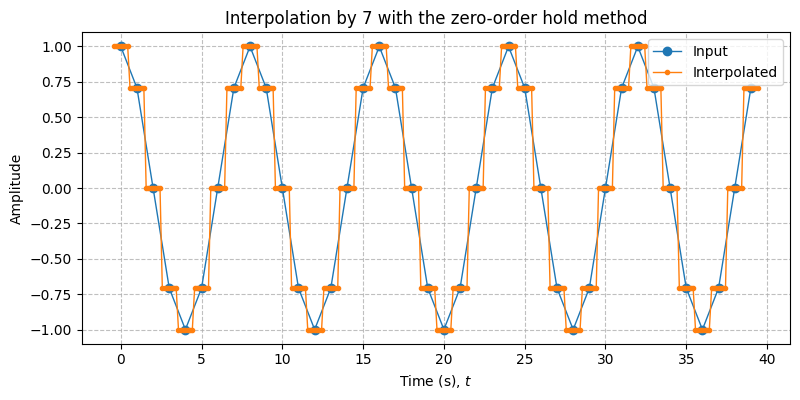 Interpolation by 7 with the zero-order hold method
Input
Interpolated
Amplitude
1.00
0.75
0.50
0.25
0.00
−0.25
−0.50
−0.75
−1.00
0 5 10 15 20 25 30 35 40
Time (s), t